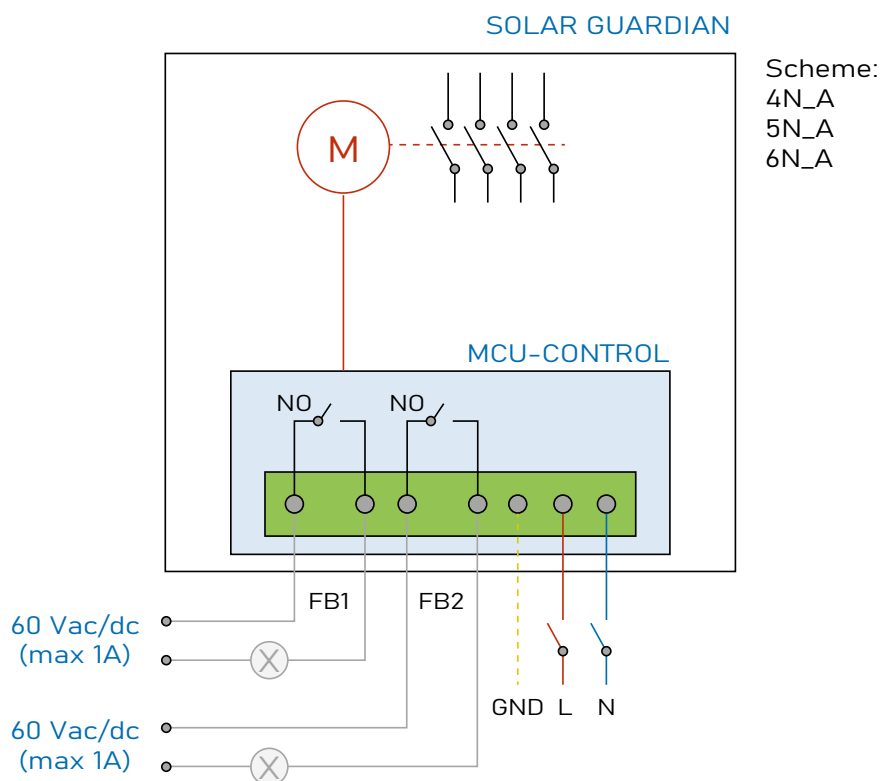 SOLAR GUARDIAN
Scheme:
4N_A
5N_A
6N_A
M
MCU-CONTROL
NO
NO
FB1
FB2
60 Vac/dc
(max 1A)
GND
L
N
60 Vac/dc
(max 1A)